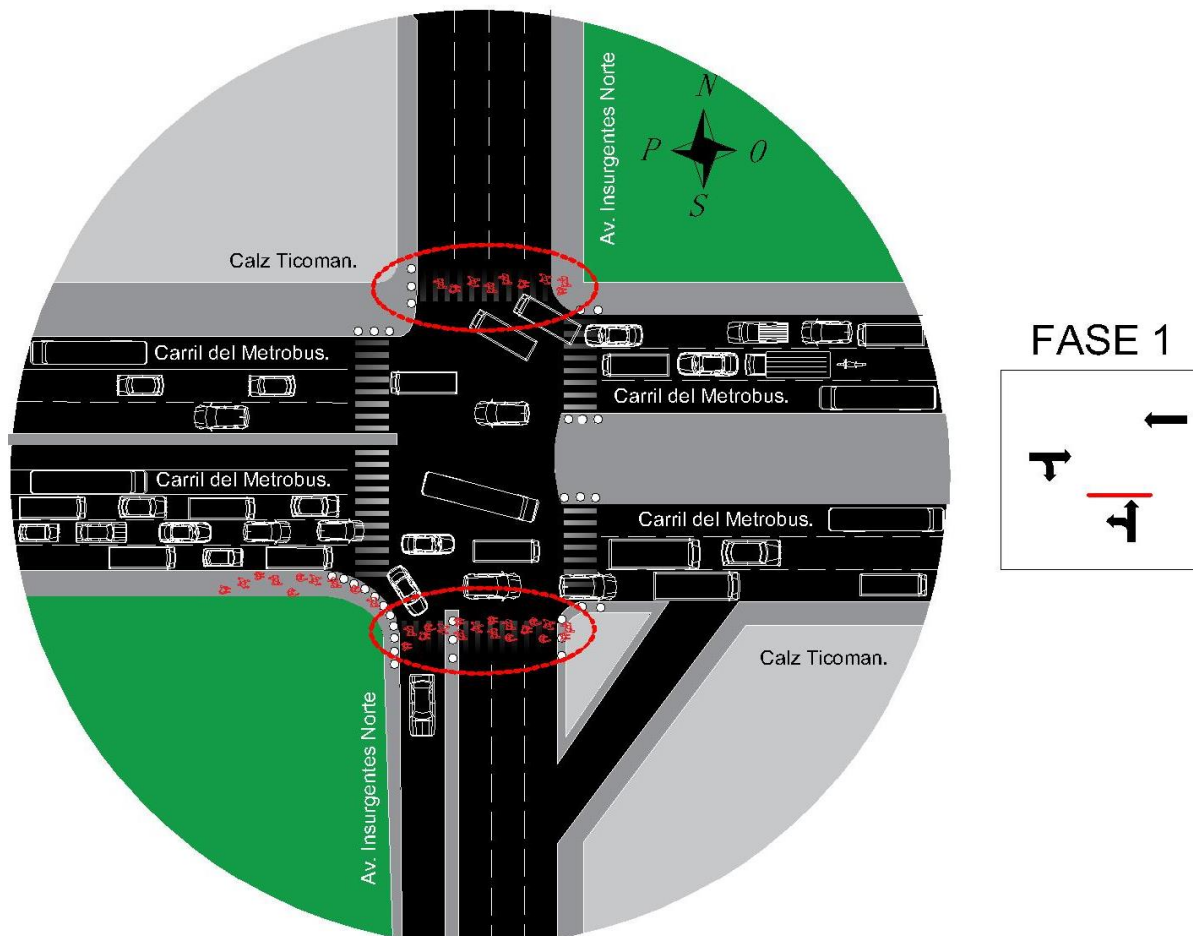 Av. Insurgentes Norte
N
P
O
S
Calz Ticoman.
Carril del Metrobus.
Carril del Metrobus.
Carril del Metrobus.
Carril del Metrobus.
Calz Ticoman.
Av. Insurgentes Norte
FASE 1